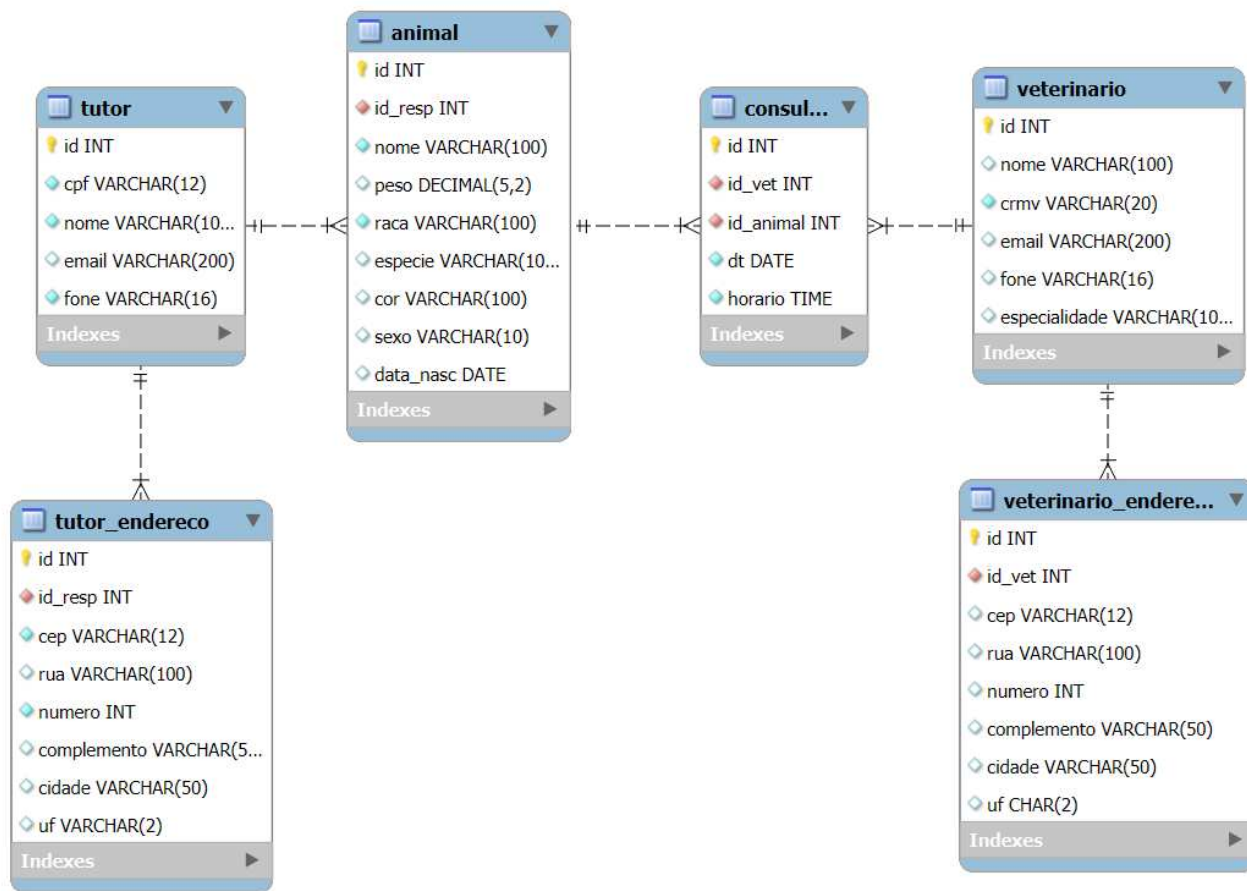 tutor
id INT
cpf VARCHAR(12)
nome VARCHAR(10...
email VARCHAR(200)
fone VARCHAR(16)
Indexes
animal
id INT
id_resp INT
nome VARCHAR(100)
peso DECIMAL(5,2)
raca VARCHAR(100)
especie VARCHAR(10...
cor VARCHAR(100)
sexo VARCHAR(10)
data_nasc DATE
Indexes
consul...
id INT
id_vet INT
id_animal INT
dt DATE
horario TIME
Indexes
veterinario
id INT
nome VARCHAR(100)
crmv VARCHAR(20)
email VARCHAR(200)
fone VARCHAR(16)
especialidade VARCHAR(10...
Indexes
tutor_endereco
id INT
id_resp INT
cep VARCHAR(12)
rua VARCHAR(100)
numero INT
complemento VARCHAR(5...
cidade VARCHAR(50)
uf VARCHAR(2)
Indexes
veterinario_endere...
id INT
id_vet INT
cep VARCHAR(12)
rua VARCHAR(100)
numero INT
complemento VARCHAR(50)
cidade VARCHAR(50)
uf CHAR(2)
Indexes